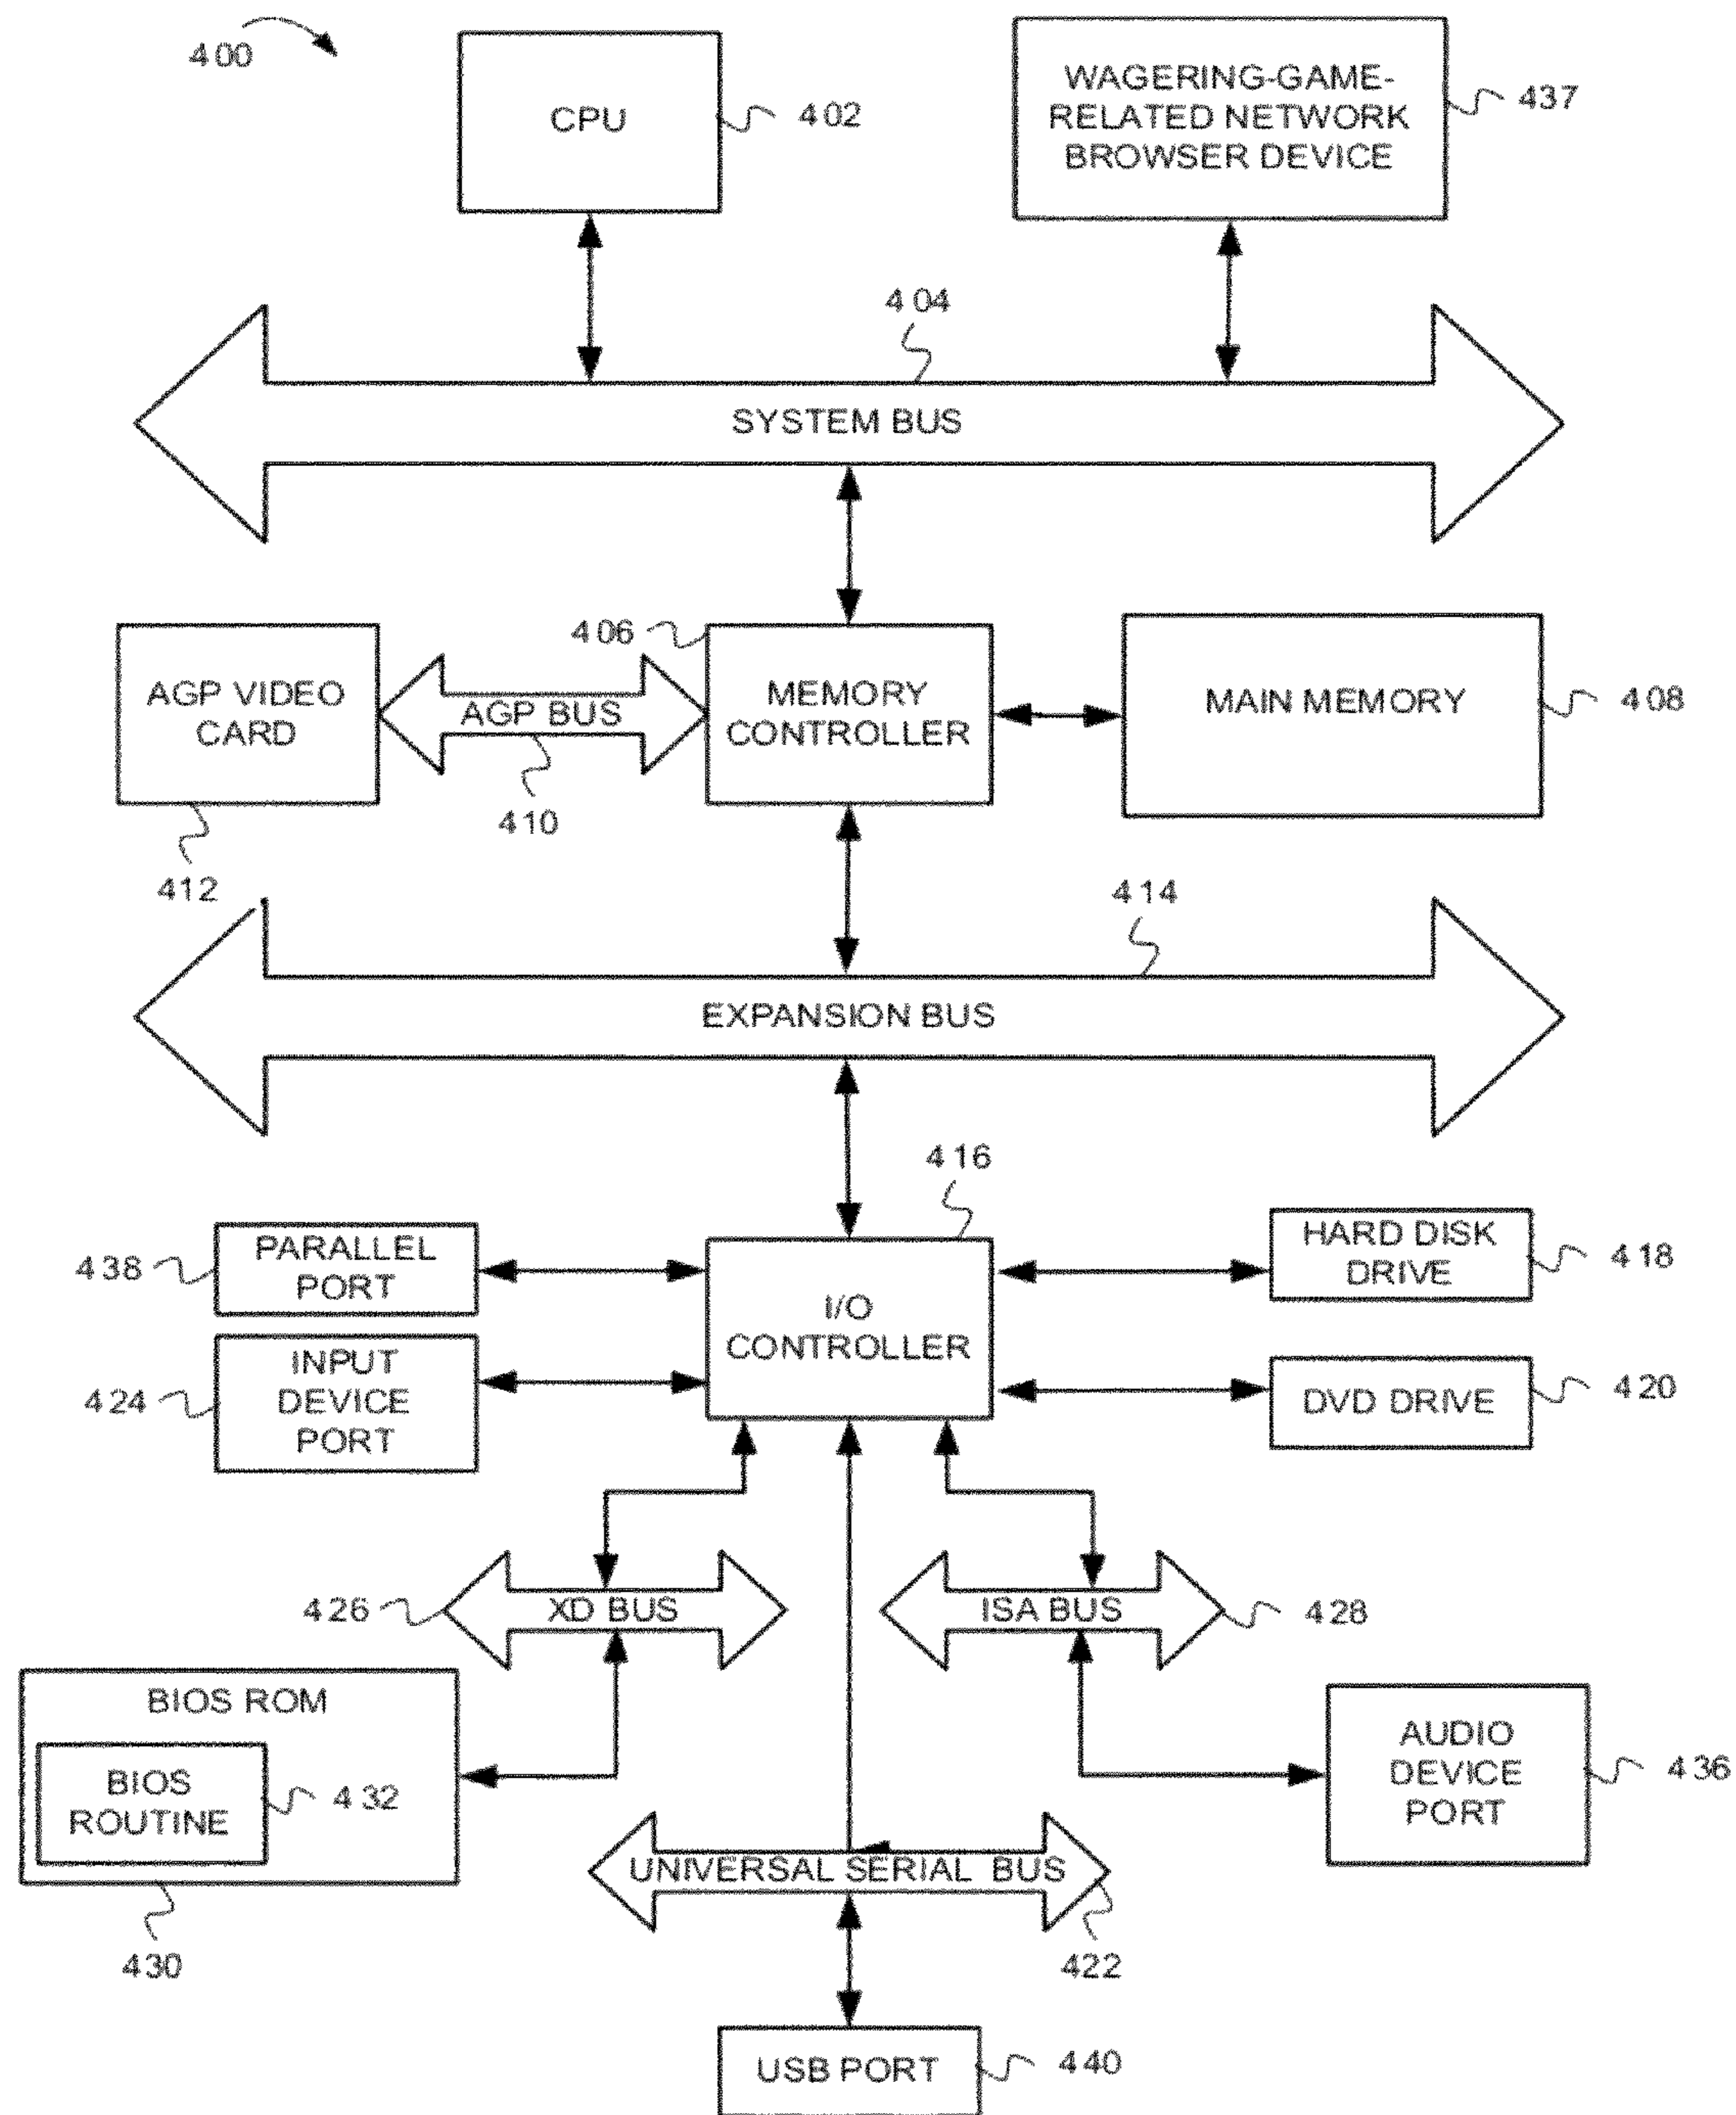 400
CPU
402
WAGERING-GAME-
RELATED NETWORK
BROWSER DEVICE
437
404
SYSTEM BUS
406
AGP VIDEO
CARD
AGP BUS
MEMORY
CONTROLLER
MAIN MEMORY
408
410
412
414
EXPANSION BUS
416
438
PARALLEL
PORT
I/O
CONTROLLER
HARD DISK
DRIVE
418
424
INPUT
DEVICE
PORT
DVD DRIVE
420
426
XD BUS
ISA BUS
428
BIOS ROM
BIOS
ROUTINE
432
AUDIO
DEVICE
PORT
436
UNIVERSAL SERIAL BUS
430
422
USB PORT
440